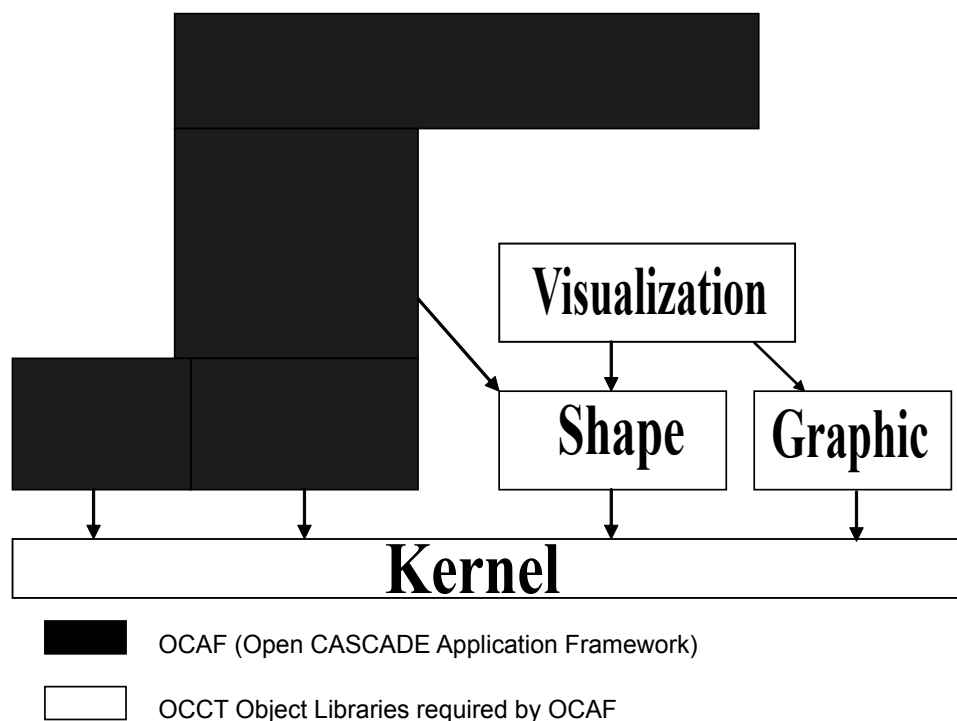 Visualization
Shape
Graphic
Kernel
OCAF (Open CASCADE Application Framework)
OCCT Object Libraries required by OCAF